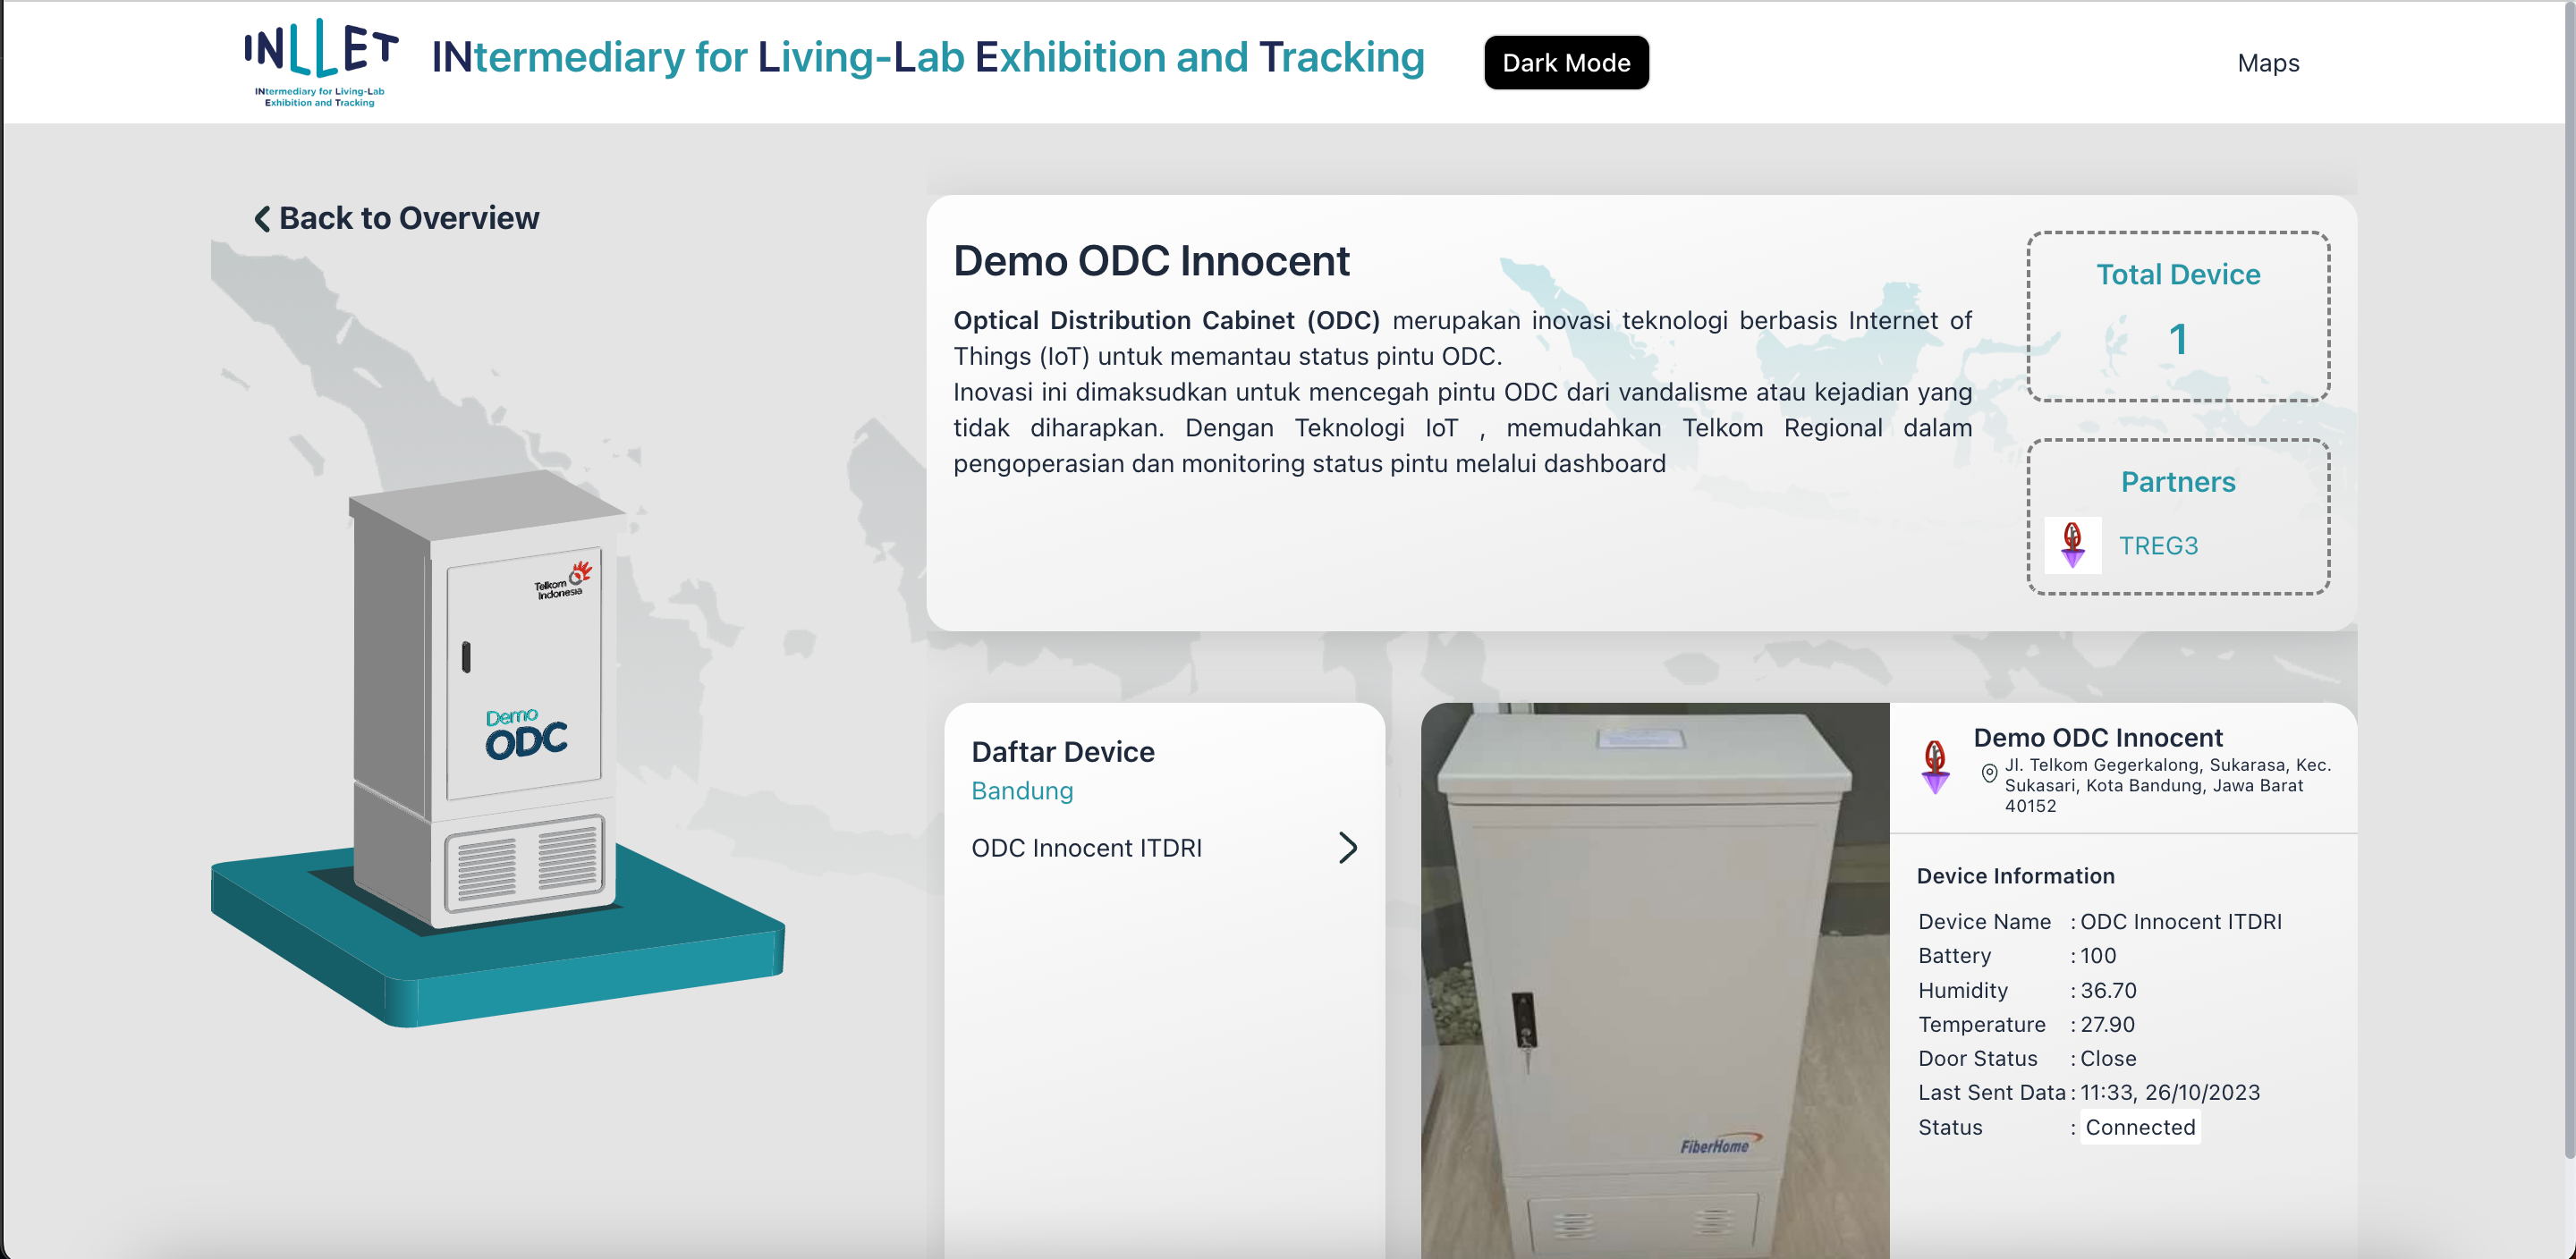 INLLET
INtermediary for Living-Lab
Exhibition and Tracking
INtermediary for Living-Lab Exhibition and Tracking
Dark Mode
Maps
Back to Overview
Telkom
Indonesia
Demo
ODC
Demo ODC Innocent
Optical Distribution Cabinet (ODC) merupakan inovasi teknologi berbasis Internet of
Things (IoT) untuk memantau status pintu ODC.
Inovasi ini dimaksudkan untuk mencegah pintu ODC dari vandalisme atau kejadian yang
tidak diharapkan. Dengan Teknologi IoT , memudahkan Telkom Regional dalam
pengoperasian dan monitoring status pintu melalui dashboard
Total Device
1
Partners
TREG3
Daftar Device
Bandung
ODC Innocent ITDRI
FiberHome
Demo ODC Innocent
Jl. Telkom Gegerkalong, Sukarasa, Kec.
Sukasari, Kota Bandung, Jawa Barat
40152
Device Information
Device Name : ODC Innocent ITDRI
Battery : 100
Humidity : 36.70
Temperature : 27.90
Door Status : Close
Last Sent Data : 11:33, 26/10/2023
Status : Connected